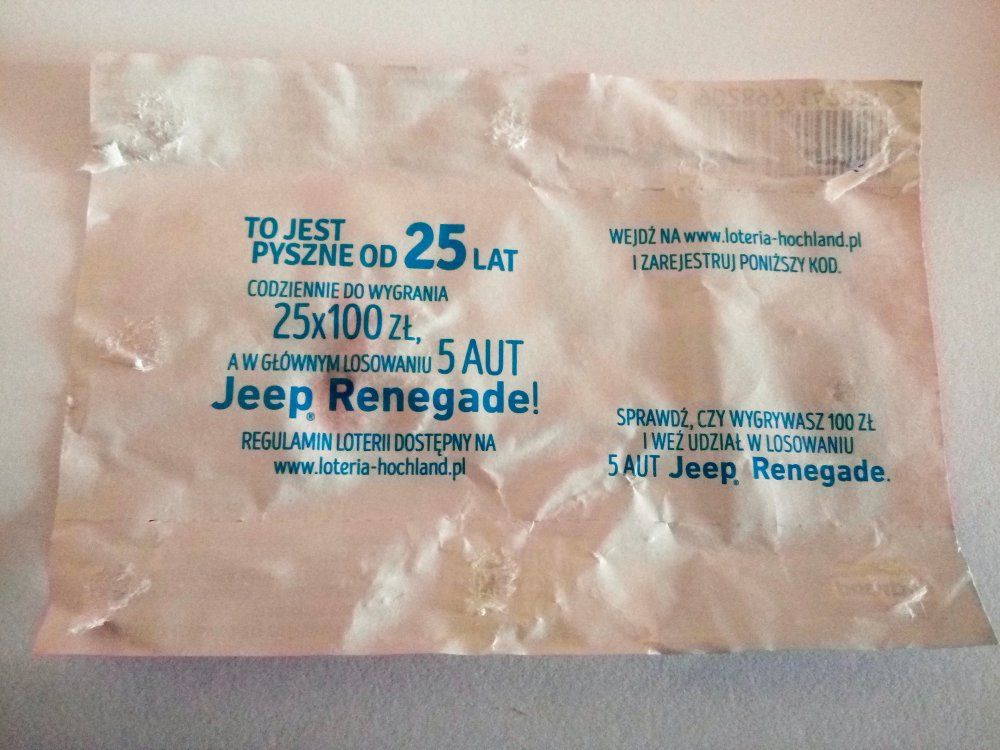 TO JEST
PYSZNE OD 25 LAT
CODZIENNIE DO WYGRANIA
25x100 ZŁ,
A W GŁÓWNYM LOSOWANIU 5 AUT
Jeep® Renegade!
REGULAMIN LOTERII DOSTĘPNY NA
www.loteria-hochland.pl
WEJDŹ NA www.loteria-hochland.pl
I ZAREJESTRUJ PONIŻSZY KOD.
SPRAWDŹ, CZY WYGRYWASZ 100 ZŁ
I WEŹ UDZIAŁ W LOSOWANIU
5 AUT Jeep® Renegade.